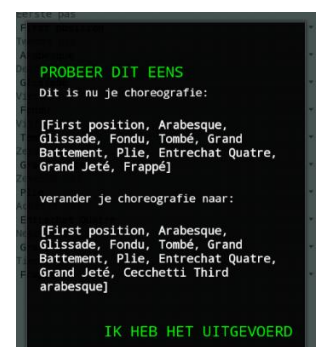 Eerste pas
PROBEER DIT EENS
Dit is nu je choreografie:
[First position, Arabesque,
Glissade, Fondu, Tombé, Grand
Battement, Plie, Entrechat Quatre,
Grand Jeté, Frappé]
verander je choreografie naar:
[First position, Arabesque,
Glissade, Fondu, Tombé, Grand
Battement, Plie, Entrechat Quatre,
Grand Jeté, Cecchetti Third
arabesque]
IK HEB HET UITGEVOERD